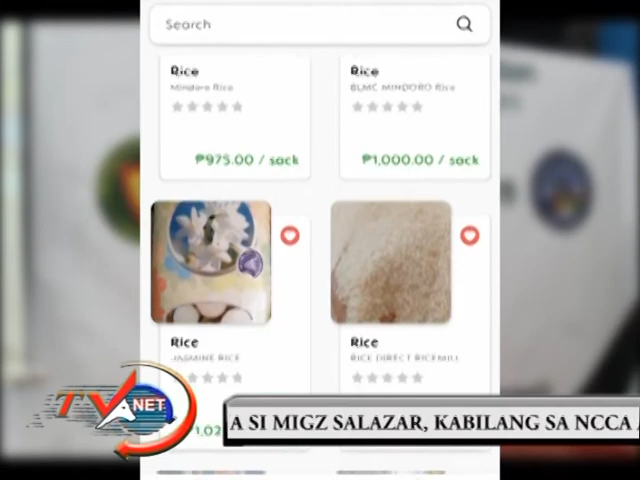 Search
Rice
Mindoro Rice
₱975.00 / sack
Rice
BLMC MINDORO Rice
₱1,000.00 / sack
Rice
JASMINE RICE
Rice
RICE DIRECT RICEMILL
TV NET
A SI MIGZ SALAZAR, KABILANG SA NCCA